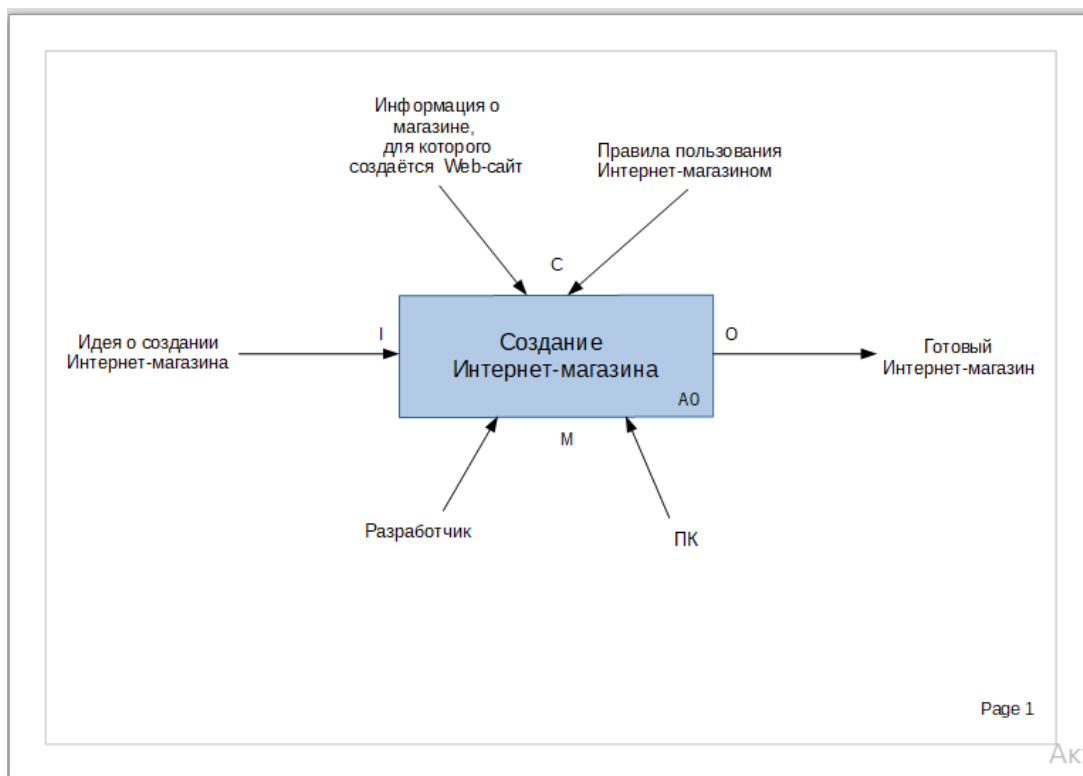 Информация о
магазине,
для которого
создаётся Web-сайт
Правила пользования
Интернет-магазином
C
Идея о создании
Интернет-магазина
I
Создание
Интернет-магазина
A0
O
Готовый
Интернет-магазин
M
Разработчик
ПК
Page 1